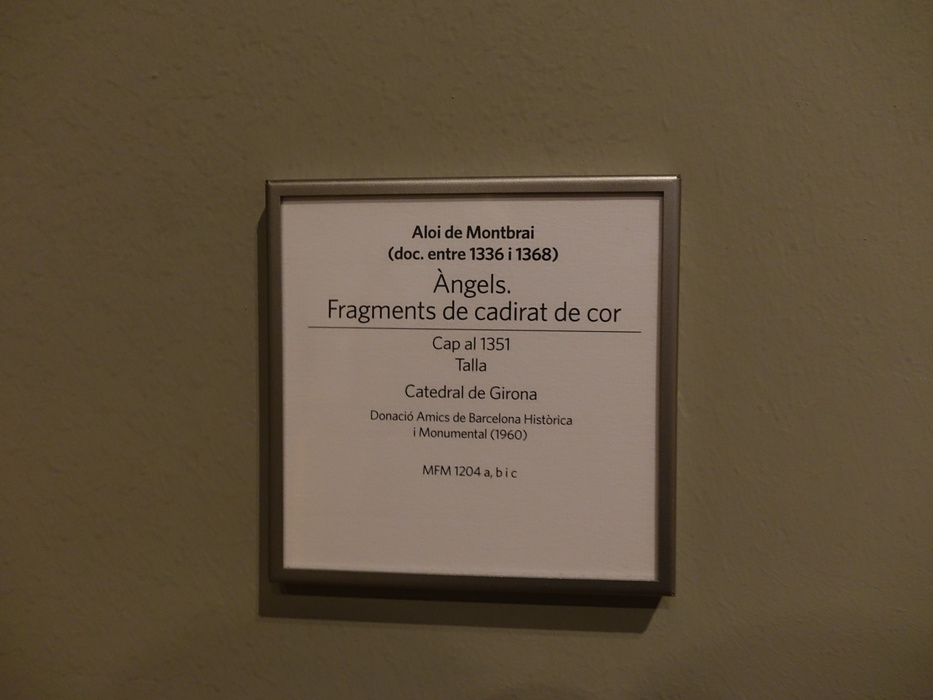 Aloi de Montbrai
(doc. entre 1336 i 1368)
Àngels.
Fragments de cadirat de cor
Cap al 1351
Talla
Catedral de Girona
Donació Amics de Barcelona Històrica
i Monumental (1960)
MFM 1204 a, b i c